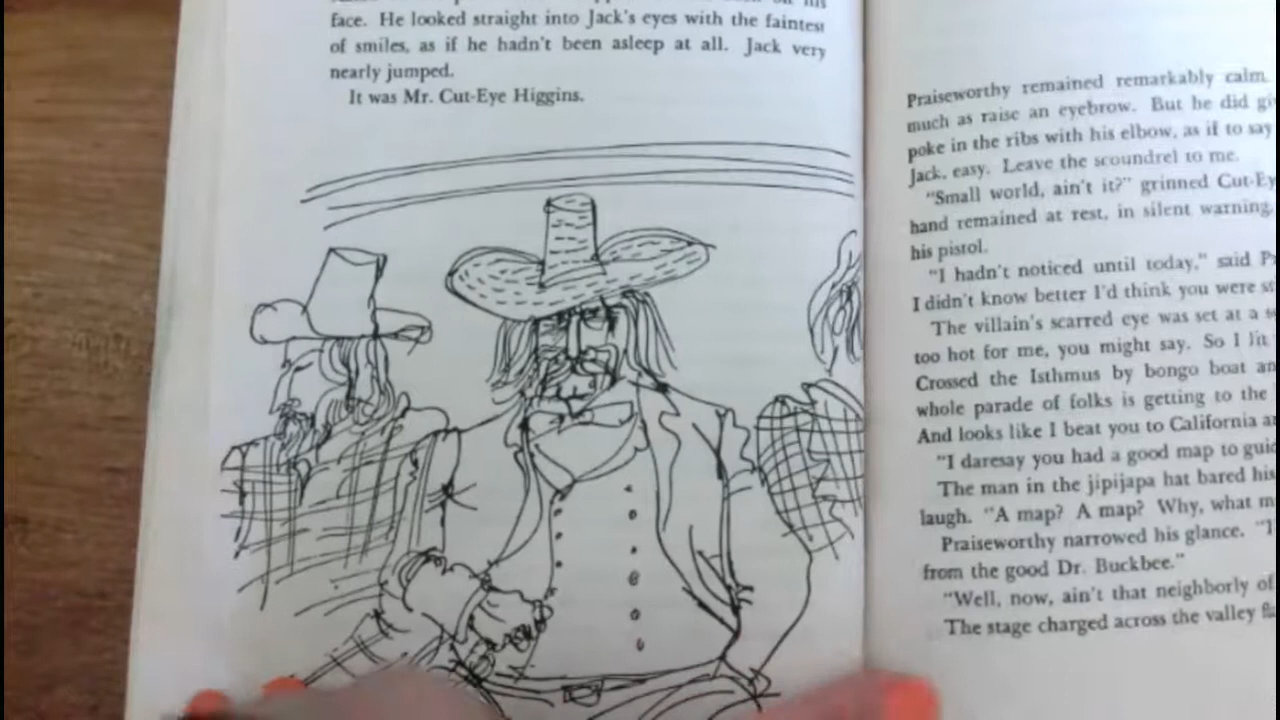 face. He looked straight into Jack's eyes with the faintest
of smiles, as if he hadn't been asleep at all. Jack very
nearly jumped.
It was Mr. Cut-Eye Higgins.
Praiseworthy remained remarkably calm.
much as raise an eyebrow. But he did
poke in the ribs with his elbow, as if to say
Jack, easy. Leave the scoundrel to me.
"Small world, ain't it?" grinned
hand remained at rest, in silent warning,
his pistol.
"I hadn't noticed until today," said
I didn't know better I'd think you were
The villain's scarred eye was set at a
too hot for me, you might say. So I lit
Crossed the Isthmus by bongo boat
whole parade of folks is getting to the
And looks like I beat you to California
"I daresay you had a good map to
The man in the jipijapa hat bared his
laugh. "A map? A map? Why, what
Praiseworthy narrowed his glance.
from the good Dr. Buckbee."
"Well, now, ain't that neighborly of
The stage charged across the valley